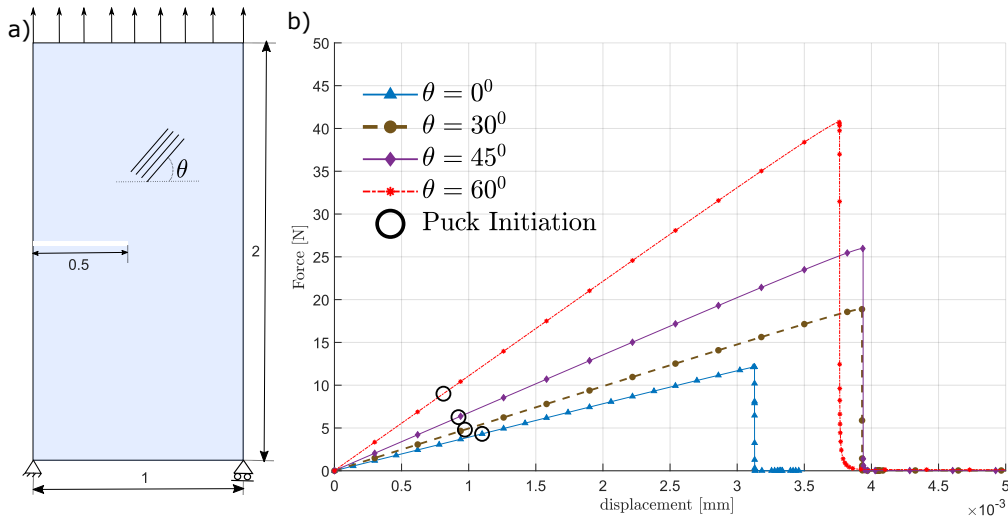 a)
θ
0.5
2
1
b)
50
45
40
35
30
25
20
15
10
5
0
Force [N]
θ = 0⁰
θ = 30⁰
θ = 45⁰
θ = 60⁰
Puck Initiation
0 0.5 1 1.5 2 2.5 3 3.5 4 4.5 5
displacement [mm]
×10⁻³